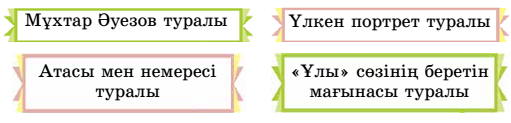 Мұхтар Әуезов туралы
Үлкен портрет туралы
Атасы мен немересі
туралы
«Ұлы» сөзінің беретін
мағынасы туралы